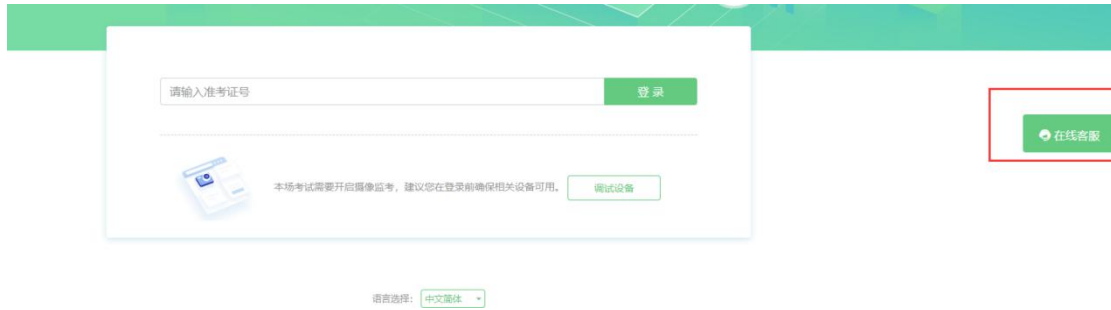 请输入准考证号
登 录
在线客服
本场考试需要开启摄像监考，建议您在登录前确保相关设备可用。
调试设备
语言选择：
中文简体